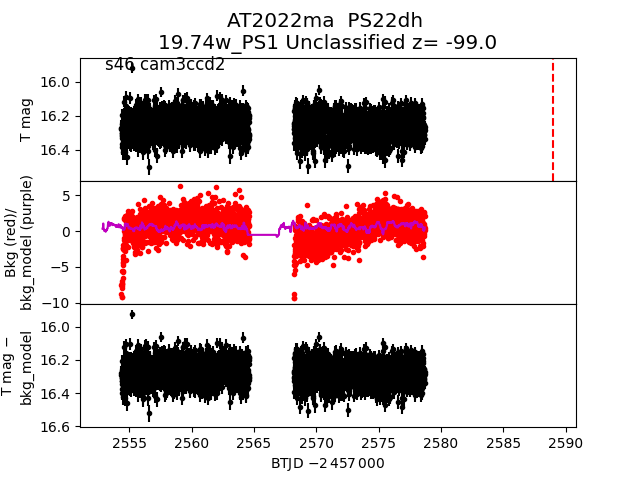 AT2022ma  PS22dh
19.74w_PS1 Unclassified z= -99.0
s46 cam3ccd2
16.0
16.2
16.4
T mag
5
0
−5
−10
Bkg (red)/
bkg_model (purple)
16.0
16.2
16.4
16.6
T mag −
bkg_model
2555 2560 2565 2570 2575 2580 2585 2590
BTJD −2 457 000